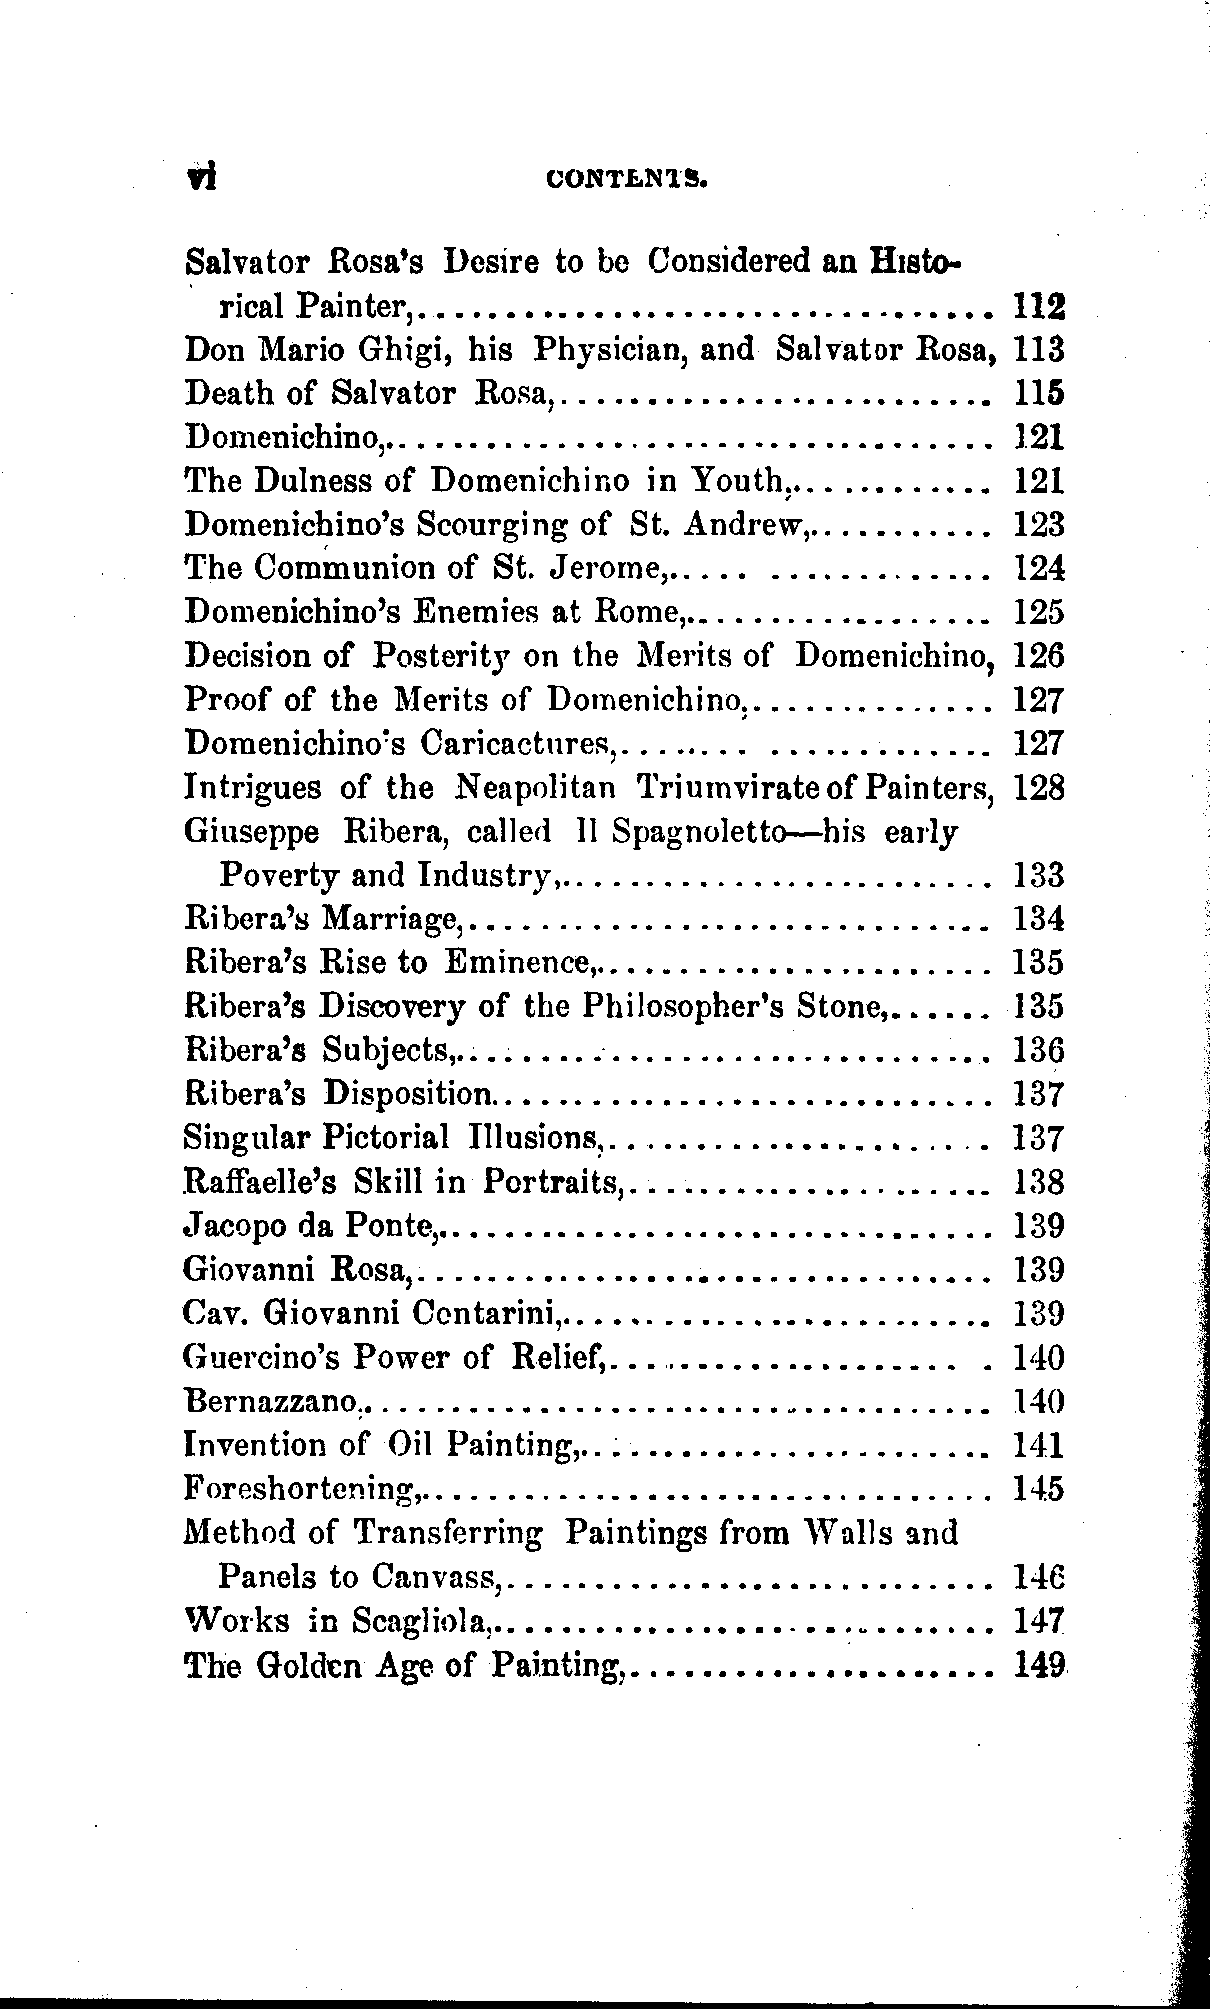 vi CONTENTS.
Salvator Rosa's Desire to be Considered an Histo-
rical Painter,................................. 112
Don Mario Ghigi, his Physician, and Salvator Rosa, 113
Death of Salvator Rosa,......................... 115
Domenichino,................................... 121
The Dulness of Domenichino in Youth,............ 121
Domenichino's Scourging of St. Andrew,........... 123
The Communion of St. Jerome,..... ............. 124
Domenichino's Enemies at Rome,.................. 125
Decision of Posterity on the Merits of Domenichino, 126
Proof of the Merits of Domenichino,.............. 127
Domenichino's Caricactures,........ ............. 127
Intrigues of the Neapolitan Triumvirate of Painters, 128
Giuseppe Ribera, called Il Spagnoletto—his early
Poverty and Industry,......................... 133
Ribera's Marriage,.............................. 134
Ribera's Rise to Eminence,....................... 135
Ribera's Discovery of the Philosopher's Stone,...... 135
Ribera's Subjects,............................... 136
Ribera's Disposition............................. 137
Singular Pictorial Illusions,...................... 137
Raffaelle's Skill in Portraits,..................... 138
Jacopo da Ponte,................................ 139
Giovanni Rosa,................................. 139
Cav. Giovanni Contarini,......................... 139
Guercino's Power of Relief,.................... . 140
Bernazzano,.................................... 140
Invention of Oil Painting,........................ 141
Foreshortening,................................. 145
Method of Transferring Paintings from Walls and
Panels to Canvass,............................ 146
Works in Scagliola,............................. 147
The Golden Age of Painting,..................... 149